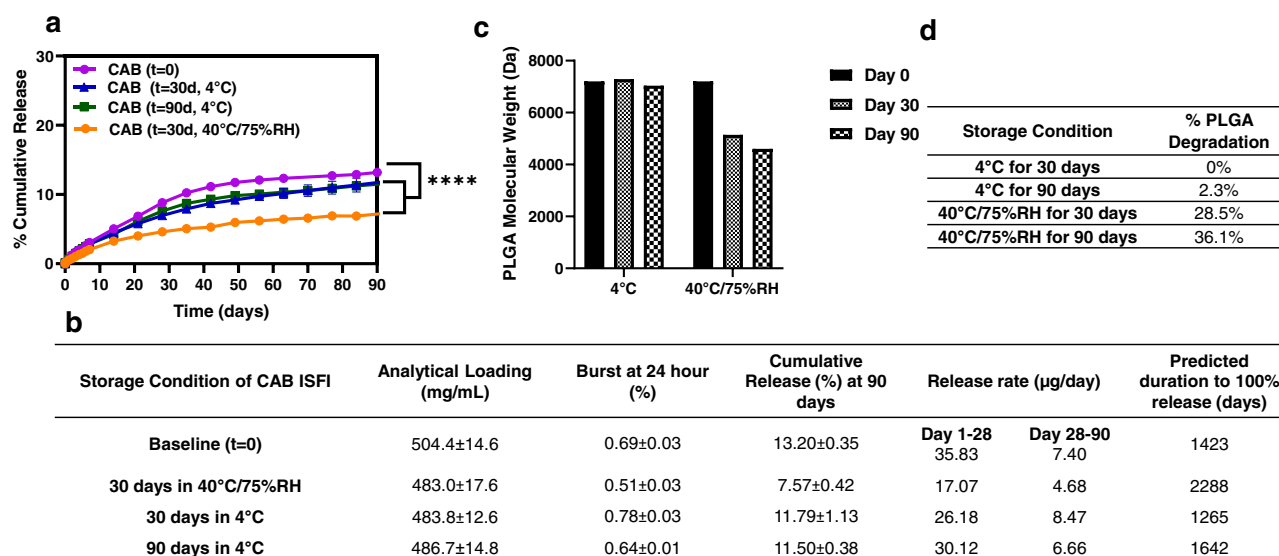 a
% Cumulative Release
30
20
10
0
CAB (t=0)
CAB (t=30d, 4°C)
CAB (t=90d, 4°C)
CAB (t=30d, 40°C/75%RH)
****
0 10 20 30 40 50 60 70 80 90
Time (days)
c
PLGA Molecular Weight (Da)
8000
6000
4000
2000
0
4°C 40°C/75%RH
Day 0
Day 30
Day 90
d
Storage Condition % PLGA Degradation
4°C for 30 days 0%
4°C for 90 days 2.3%
40°C/75%RH for 30 days 28.5%
40°C/75%RH for 90 days 36.1%
b
Storage Condition of CAB ISFI Analytical Loading (mg/mL) Burst at 24 hour (%) Cumulative Release (%) at 90 days Release rate (µg/day) Predicted duration to 100% release (days)
Day 1-28 Day 28-90
Baseline (t=0) 504.4±14.6 0.69±0.03 13.20±0.35 35.83 7.40 1423
30 days in 40°C/75%RH 483.0±17.6 0.51±0.03 7.57±0.42 17.07 4.68 2288
30 days in 4°C 483.8±12.6 0.78±0.03 11.79±1.13 26.18 8.47 1265
90 days in 4°C 486.7±14.8 0.64±0.01 11.50±0.38 30.12 6.66 1642